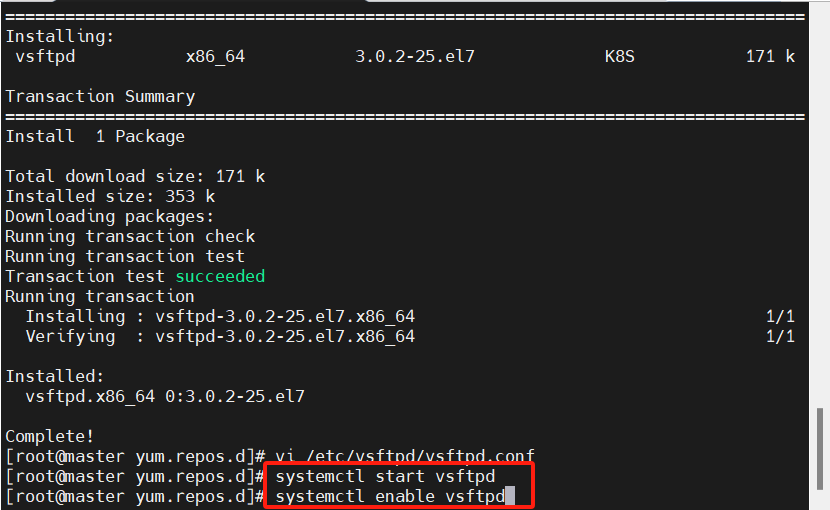 ================================================================================
Installing:
 vsftpd           x86_64           3.0.2-25.el7             K8S           171 k

Transaction Summary
================================================================================
Install  1 Package

Total download size: 171 k
Installed size: 353 k
Downloading packages:
Running transaction check
Running transaction test
Transaction test succeeded
Running transaction
  Installing : vsftpd-3.0.2-25.el7.x86_64                                   1/1
  Verifying  : vsftpd-3.0.2-25.el7.x86_64                                   1/1

Installed:
  vsftpd.x86_64 0:3.0.2-25.el7

Complete!
[root@master yum.repos.d]# vi /etc/vsftpd/vsftpd.conf
[root@master yum.repos.d]# systemctl start vsftpd
[root@master yum.repos.d]# systemctl enable vsftpd